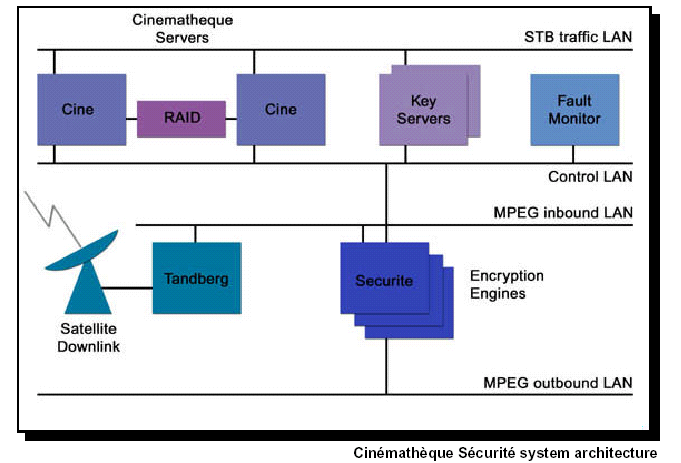 Cinematheque
Servers
STB traffic LAN
Cine
RAID
Cine
Key
Servers
Fault
Monitor
Control LAN
MPEG inbound LAN
Tandberg
Securite
Encryption
Engines
Satellite
Downlink
MPEG outbound LAN
Cinémathèque Sécurité system architecture